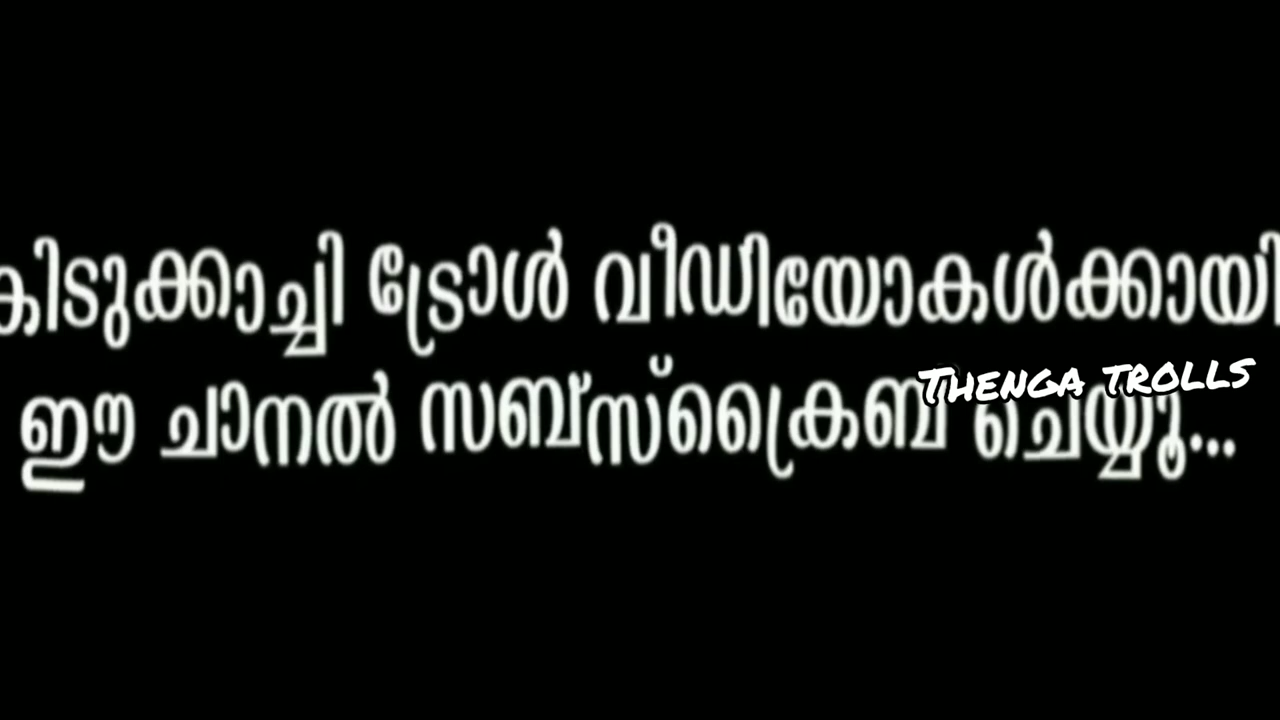 കിടുക്കാച്ചി ട്രോൾ വീഡിയോകൾക്കായി
ഈ ചാനൽ സബ്സ്ക്രൈബ് ചെയ്യൂ...
Thenga trolls